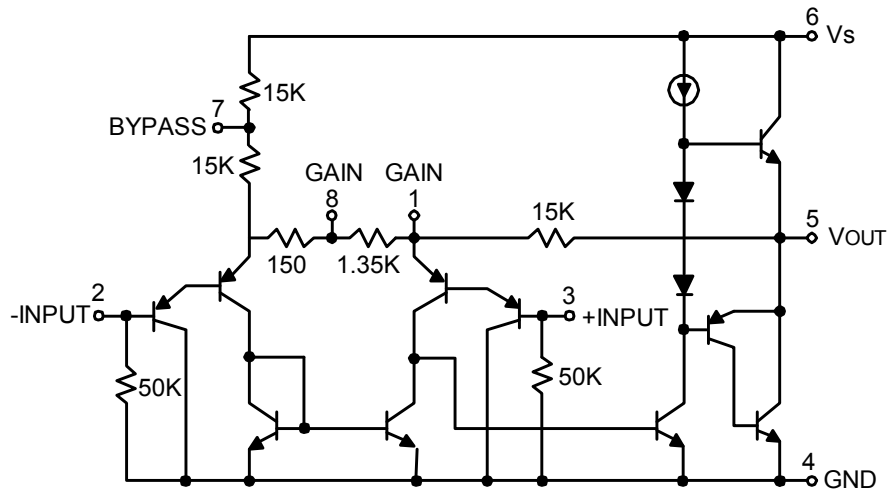 6
Vs
15K
7
BYPASS
15K
GAIN
8
GAIN
1
15K
5
VOUT
150
1.35K
2
-INPUT
3
+INPUT
50K
50K
4
GND